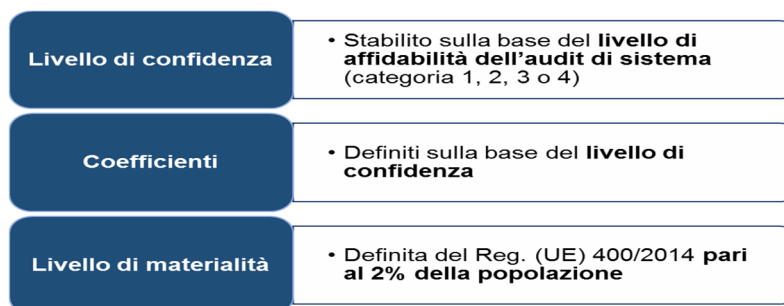 Livello di confidenza
• Stabilito sulla base del livello di
affidabilità dell'audit di sistema
(categoria 1, 2, 3 o 4)
Coefficienti
• Definiti sulla base del livello di
confidenza
Livello di materialità
• Definita del Reg. (UE) 400/2014 pari
al 2% della popolazione